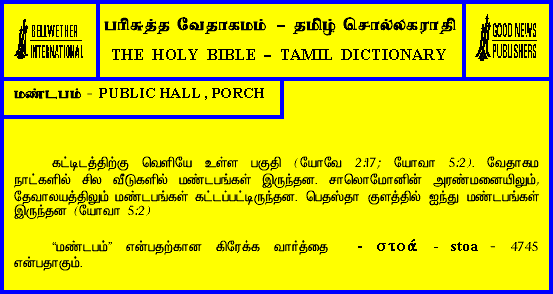 BELLWETHER
INTERNATIONAL
பரிசுத்த வேதாகமம் – தமிழ் சொல்லகராதி
THE HOLY BIBLE – TAMIL DICTIONARY
GOOD NEWS
PUBLISHERS
மண்டபம் - PUBLIC HALL , PORCH
கட்டிடத்திற்கு வெளியே உள்ள பகுதி (யோவே 2:17; யோவா 5:2). வேதாகம
நாட்களில் சில வீடுகளில் மண்டபங்கள் இருந்தன. சாலொமோனின் அரண்மனையிலும்,
தேவாலயத்திலும் மண்டபங்கள் கட்டப்பட்டிருந்தன. பெதஸ்தா குளத்தில் ஐந்து மண்டபங்கள்
இருந்தன (யோவா 5:2)
“மண்டபம்” என்பதற்கான கிரேக்க வார்த்தை - στοά - stoa - 4745
என்பதாகும்.